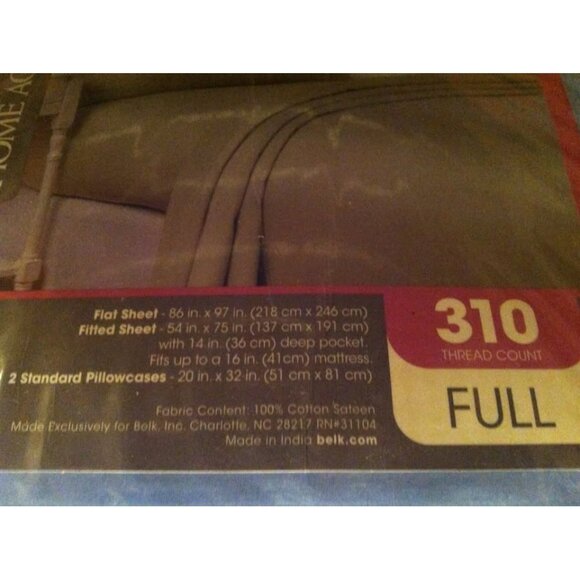 HOME AC
Flat Sheet - 86 in. x 97 in. (218 cm x 246 cm)
Fitted Sheet - 54 in. x 75 in. (137 cm x 191 cm)
with 14 in. (36 cm) deep pocket.
Fits up to a 16 in. (41cm) mattress.
2 Standard Pillowcases - 20 in. x 32 in. (51 cm x 81 cm)
Fabric Content: 100% Cotton Sateen
Made Exclusively for Belk, Inc. Charlotte, NC 28217 RN#31104
Made in India belk.com
310
THREAD COUNT
FULL